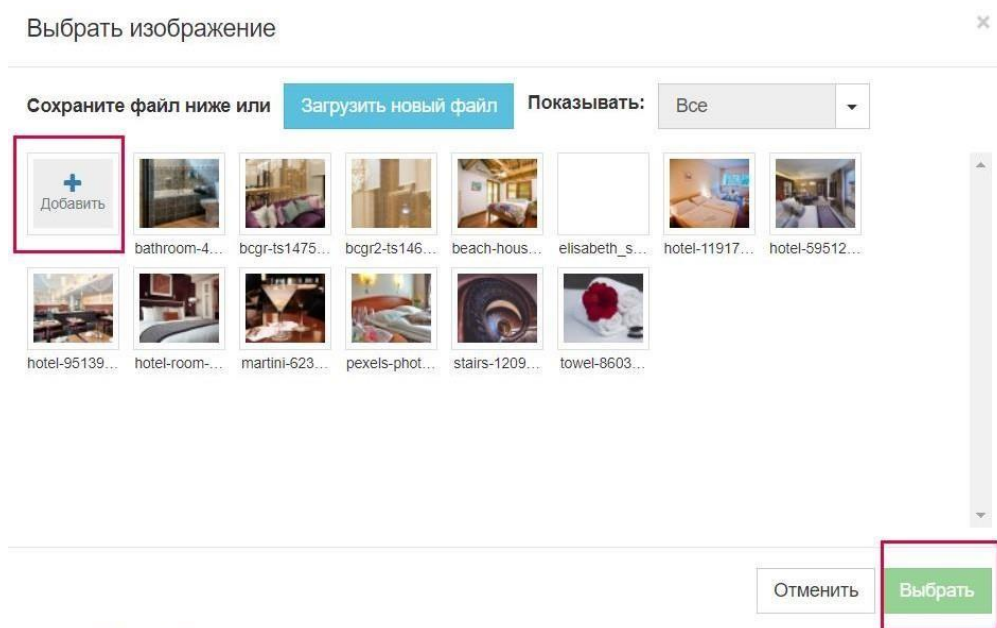 Выбрать изображение
×
Сохраните файл ниже или Загрузить новый файл Показывать: Все
Добавить
bathroom-4... bcgr-ts1475... bcgr2-ts146... beach-hous... elisabeth_s... hotel-11917... hotel-59512...
hotel-95139... hotel-room-... martini-623... pexels-phot... stairs-1209... towel-8603...
Отменить Выбрать